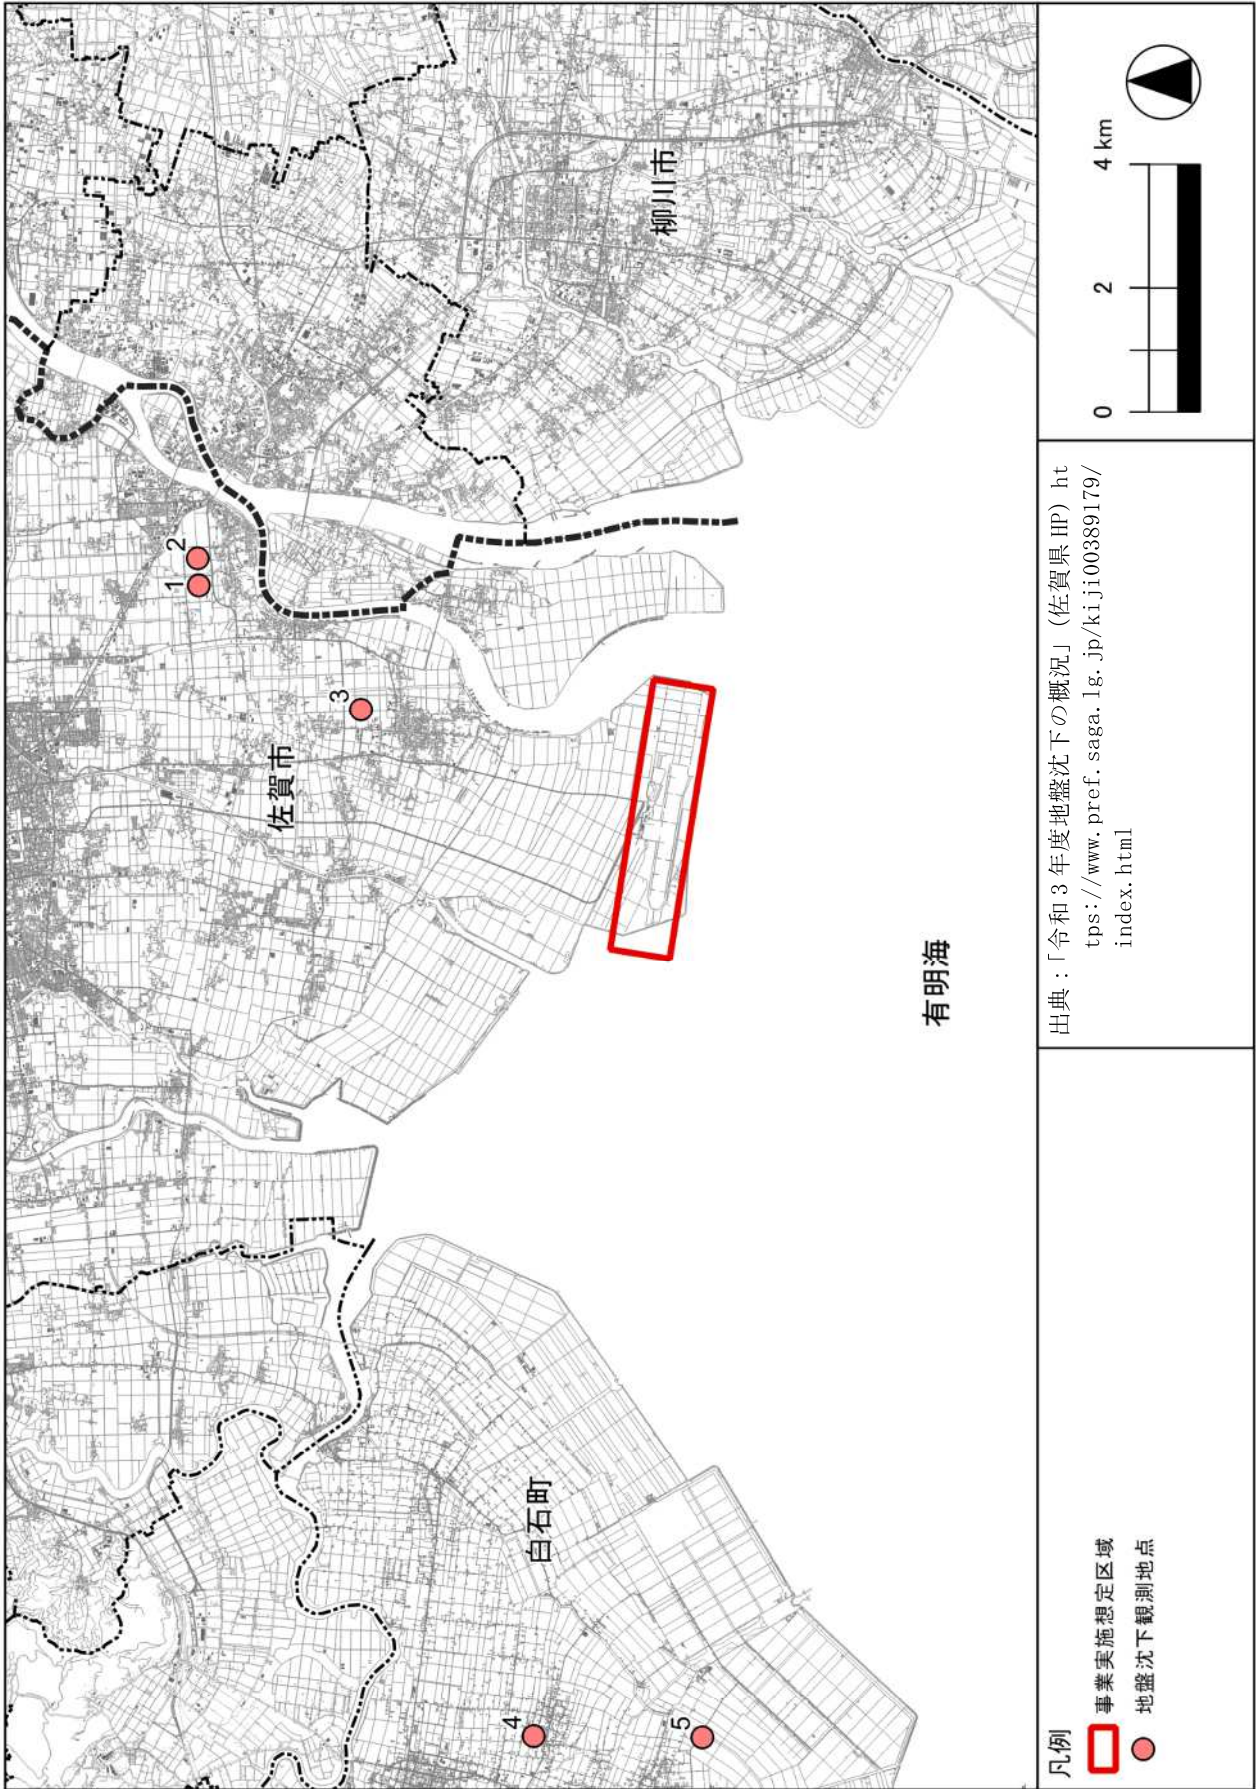 柳川市
佐賀市
白石町
有明海
1
2
3
4
5
凡例
事業実施想定区域
地盤沈下観測地点
出典：「令和3年度地盤沈下の概況」（佐賀県 HP）ht
tps://www.pref.saga.lg.jp/kiji00389179/
index.html
0 2 4 km